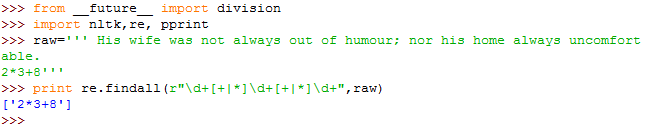 >>> from __future__ import division
>>> import nltk,re, pprint
>>> raw=''' His wife was not always out of humour; nor his home always uncomfort
able.
2*3+8'''
>>> print re.findall(r"\d+[+|*]\d+[+|*]\d+",raw)
['2*3+8']
>>>